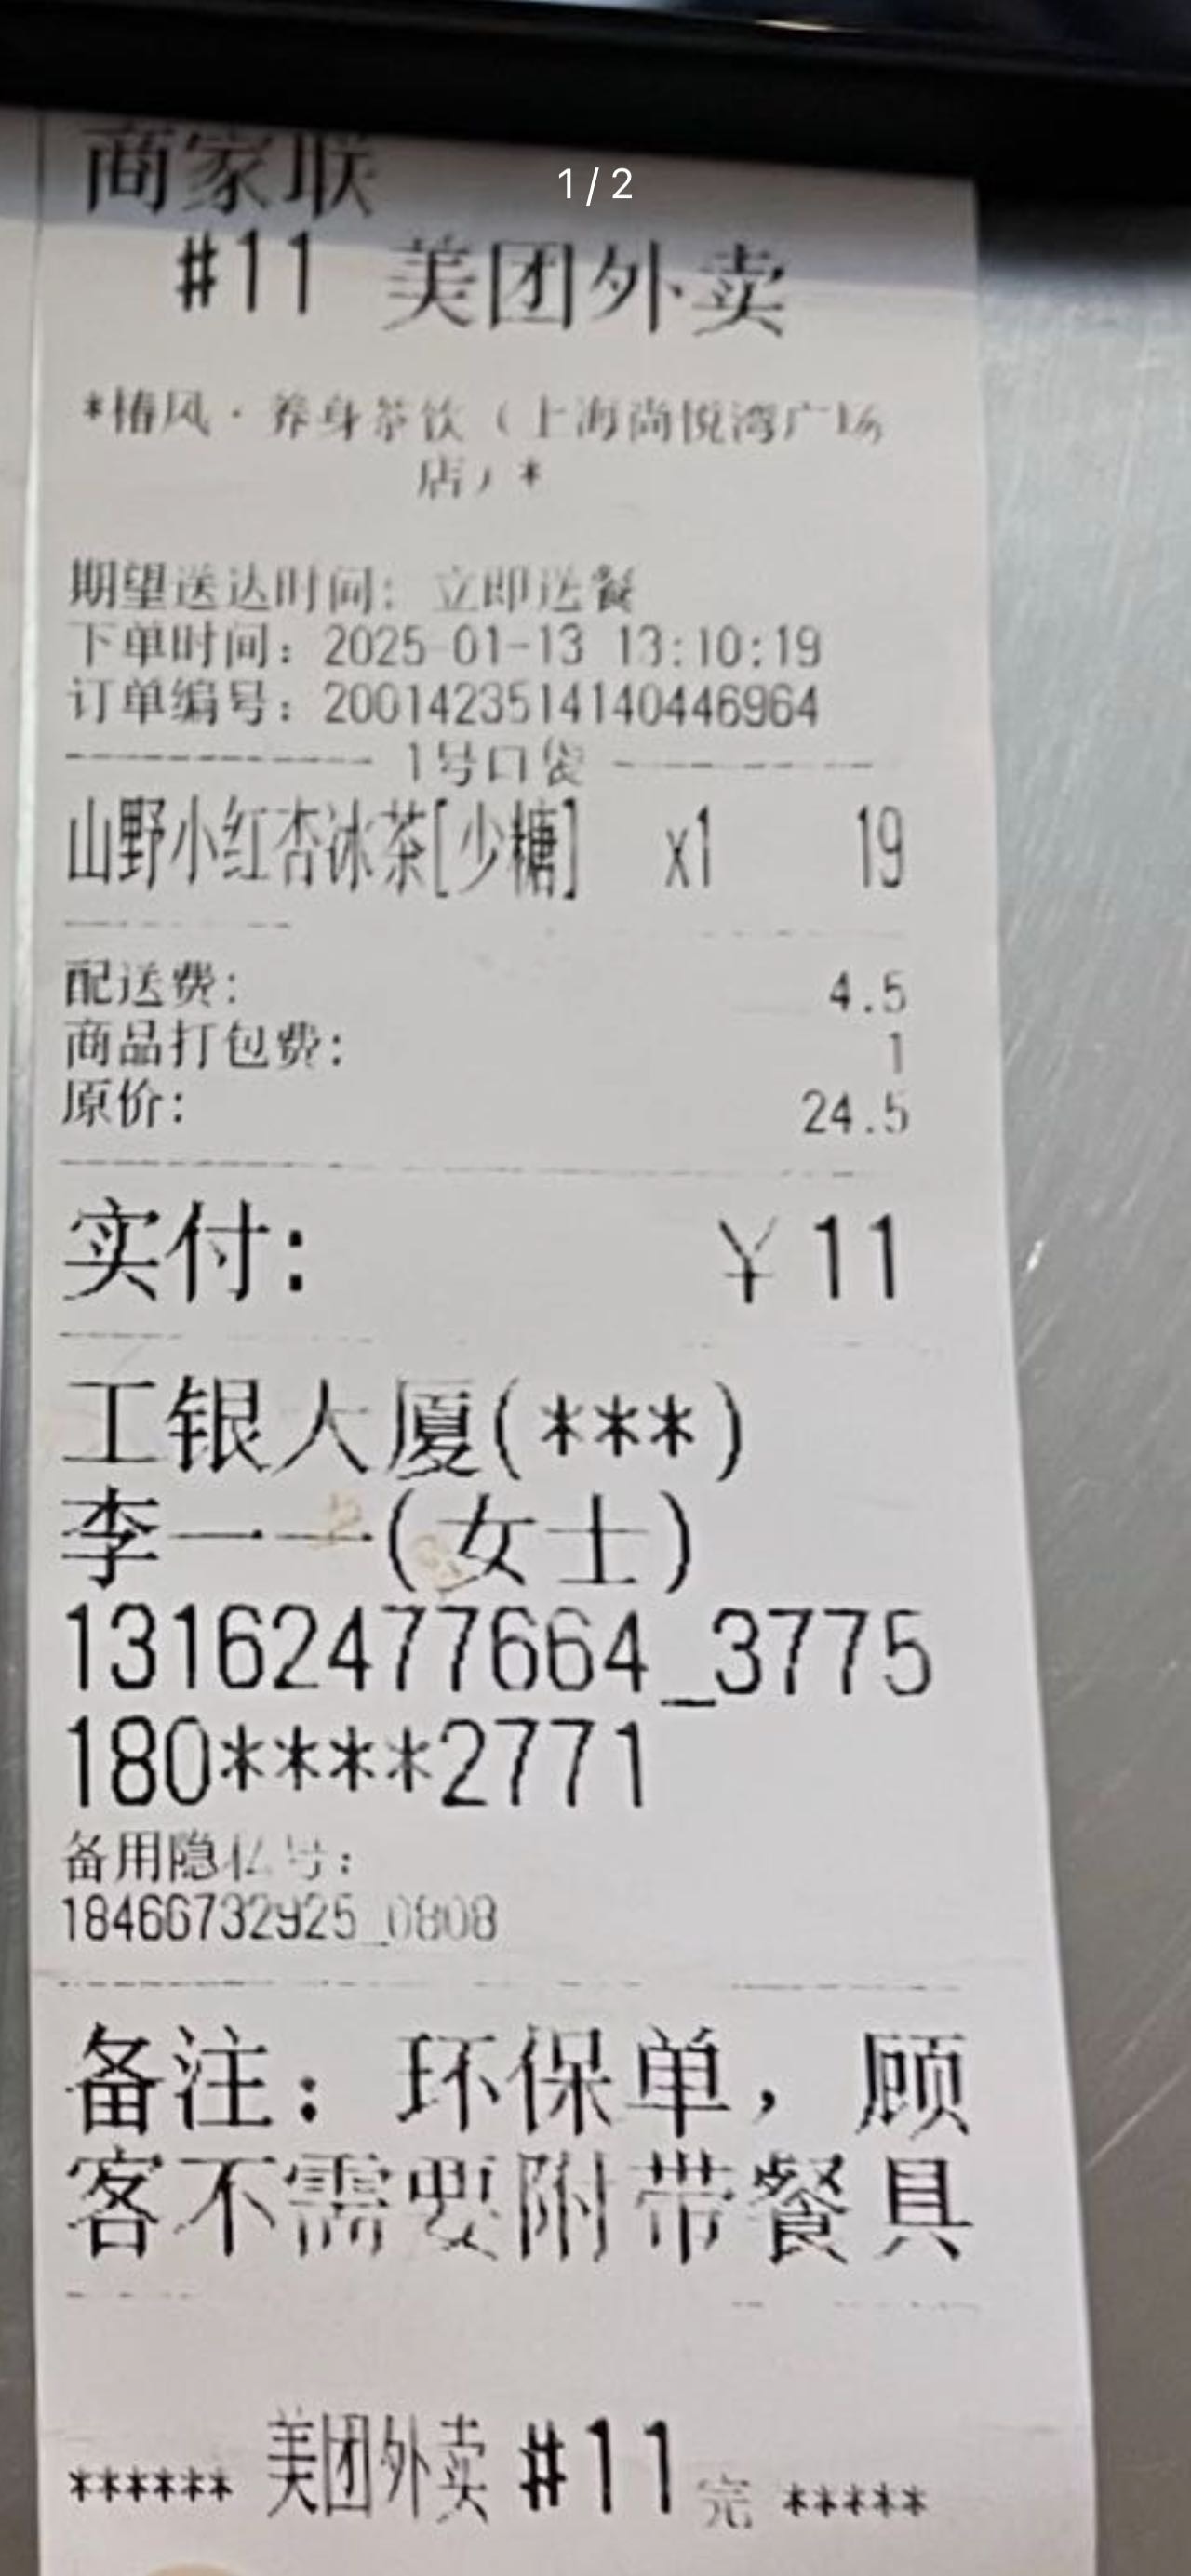 商家联
1/2
#11 美团外卖
*椿风·养身茶饮（上海尚悦湾广场
店）*
期望送达时间：立即送餐
下单时间：2025-01-13 13:10:19
订单编号：2001423514140446964
1号口袋
山野小红杏冰茶[少糖] x1 19
配送费： 4.5
商品打包费： 1
原价： 24.5
实付： ￥11
工银大厦(***)
李一一(女士)
13162477664_3775
180****2771
备用隐私号：
18466732925_0808
备注：环保单，顾
客不需要附带餐具
****** 美团外卖 #11 完 *****